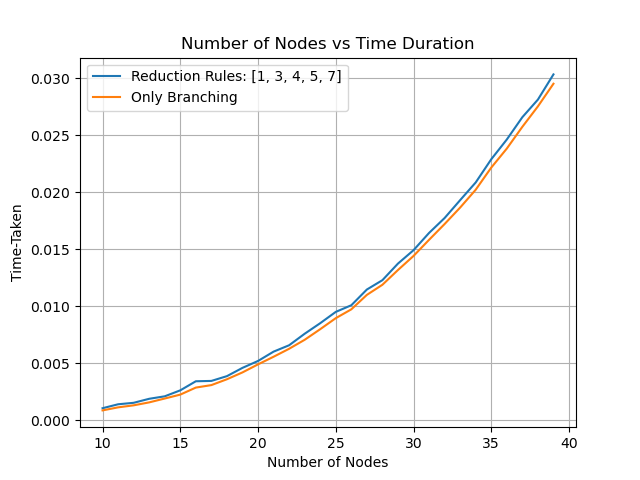 Number of Nodes vs Time Duration
Reduction Rules: [1, 3, 4, 5, 7]
Only Branching
0.030
0.025
0.020
0.015
0.010
0.005
0.000
Time-Taken
10 15 20 25 30 35 40
Number of Nodes